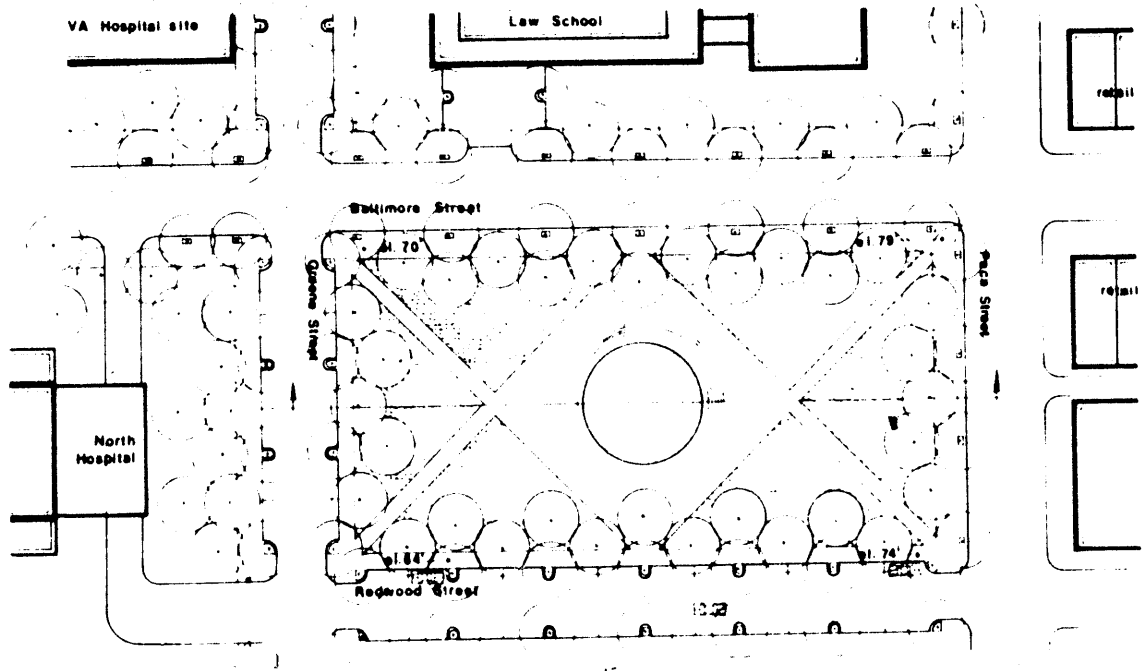 VA Hospital site
Law School
retail
Baltimore Street
el. 70'
el. 79'
Greene Street
Paca Street
retail
North
Hospital
el. 64'
el. 74'
Redwood Street